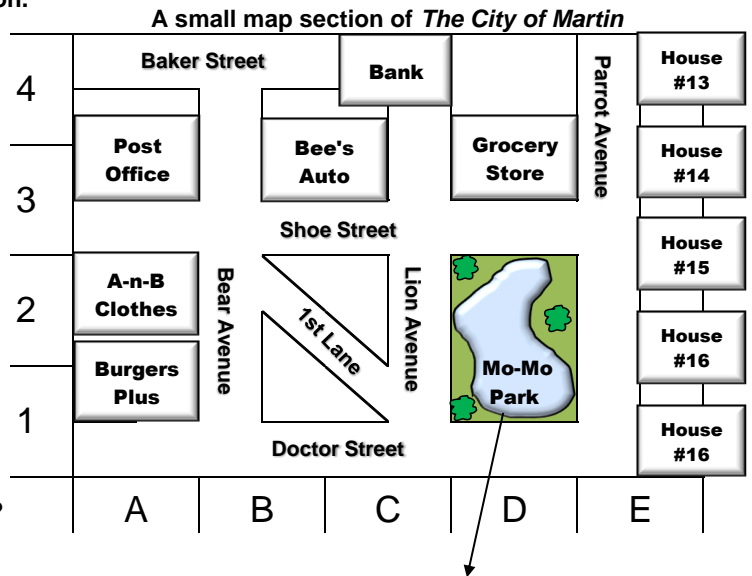 on:
A small map section of The City of Martin
4
3
2
1
Baker Street
Bank
Parrot Avenue
House
#13
Post
Office
Bee's
Auto
Grocery
Store
House
#14
Shoe Street
A-n-B
Clothes
Bear Avenue
1st Lane
Lion Avenue
House
#15
Burgers
Plus
Mo-Mo
Park
House
#16
Doctor Street
House
#16
A B C D E